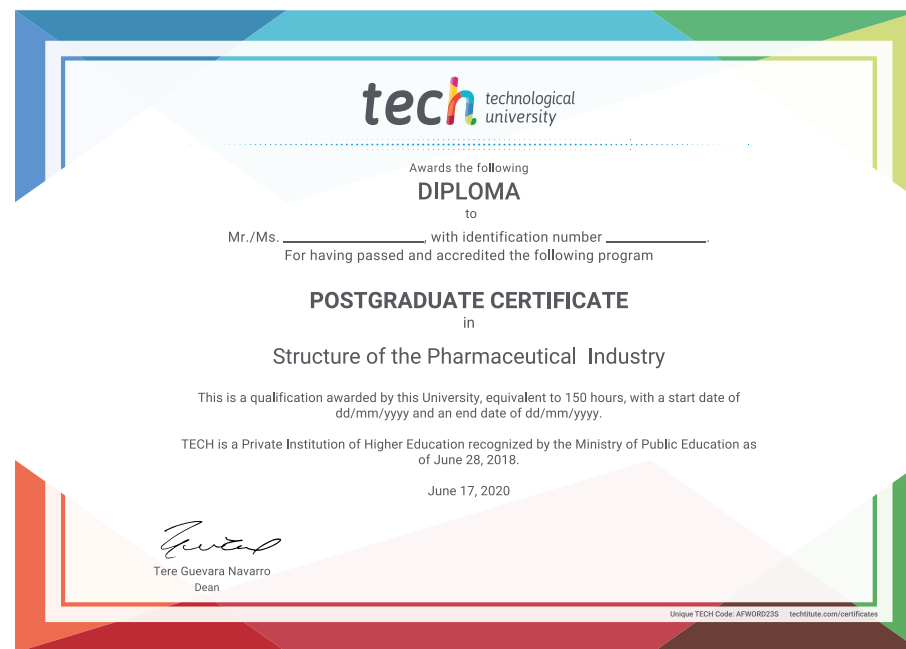 tech technological
university
Awards the following
DIPLOMA
to
Mr./Ms. ____________________, with identification number ______________.
For having passed and accredited the following program
POSTGRADUATE CERTIFICATE
in
Structure of the Pharmaceutical Industry
This is a qualification awarded by this University, equivalent to 150 hours, with a start date of
dd/mm/yyyy and an end date of dd/mm/yyyy.
TECH is a Private Institution of Higher Education recognized by the Ministry of Public Education as
of June 28, 2018.
June 17, 2020
Tere Guevara Navarro
Dean
Unique TECH Code: AFWORD23S techtitute.com/certificates